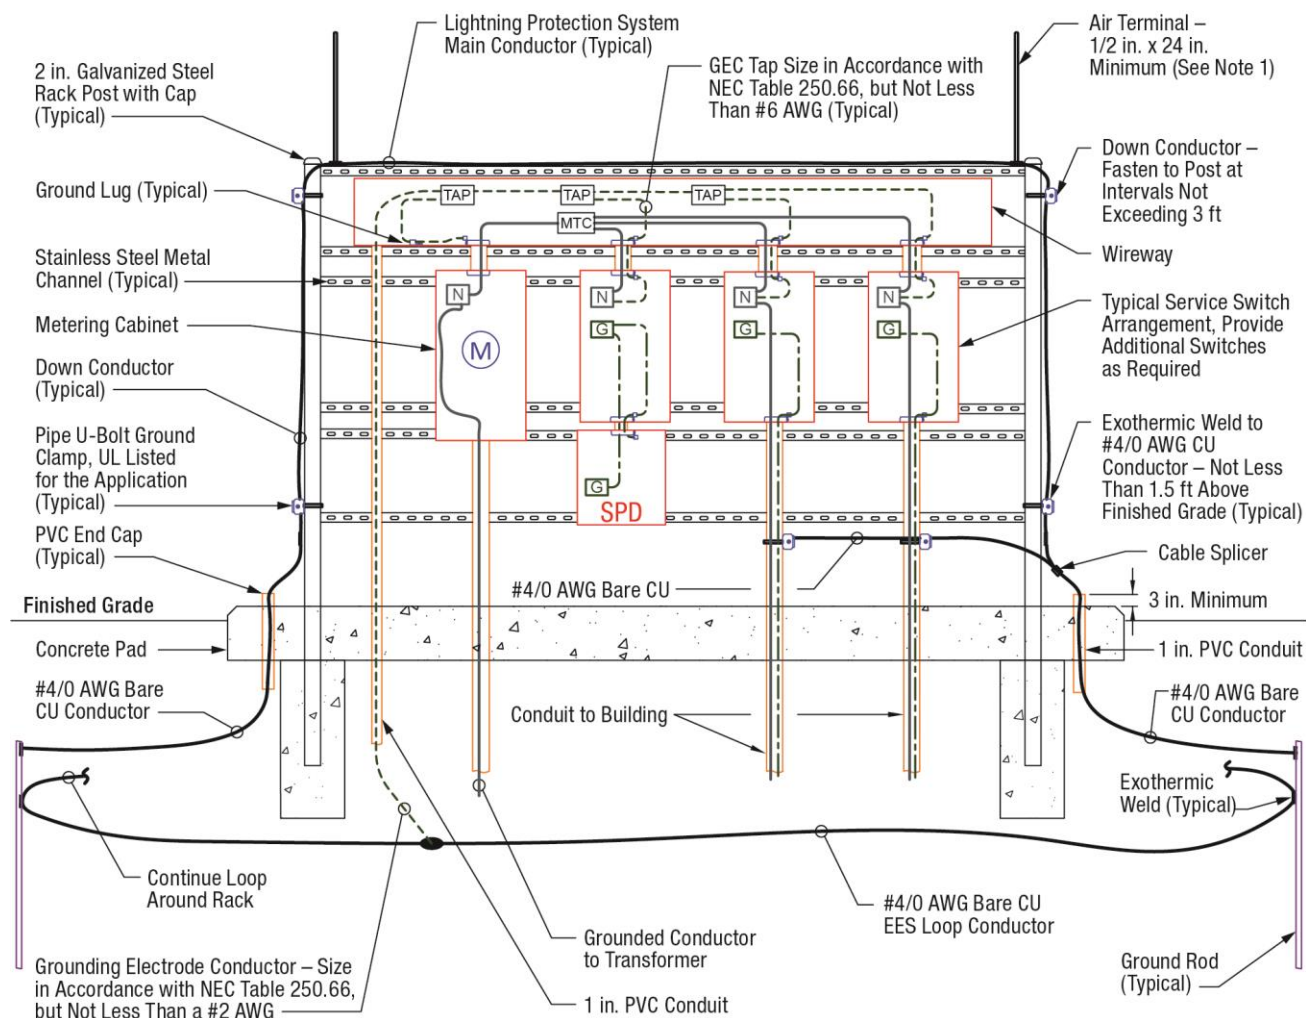 Lightning Protection System
Main Conductor (Typical)
Air Terminal –
1/2 in. x 24 in.
Minimum (See Note 1)
2 in. Galvanized Steel
Rack Post with Cap
(Typical)
GEC Tap Size in Accordance with
NEC Table 250.66, but Not Less
Than #6 AWG (Typical)
Down Conductor –
Fasten to Post at
Intervals Not
Exceeding 3 ft
Ground Lug (Typical)
TAP
TAP
TAP
MTC
Wireway
Stainless Steel Metal
Channel (Typical)
N
N
N
N
Typical Service Switch
Arrangement, Provide
Additional Switches
as Required
Metering Cabinet
M
G
G
G
Down Conductor
(Typical)
Pipe U-Bolt Ground
Clamp, UL Listed
for the Application
(Typical)
Exothermic Weld to
#4/0 AWG CU
Conductor – Not Less
Than 1.5 ft Above
Finished Grade (Typical)
G
SPD
PVC End Cap
(Typical)
Cable Splicer
#4/0 AWG Bare CU
3 in. Minimum
Finished Grade
Concrete Pad
1 in. PVC Conduit
#4/0 AWG Bare
CU Conductor
Conduit to Building
#4/0 AWG Bare
CU Conductor
Exothermic
Weld (Typical)
Continue Loop
Around Rack
#4/0 AWG Bare CU
EES Loop Conductor
Grounded Conductor
to Transformer
Ground Rod
(Typical)
Grounding Electrode Conductor – Size
in Accordance with NEC Table 250.66,
but Not Less Than a #2 AWG
1 in. PVC Conduit